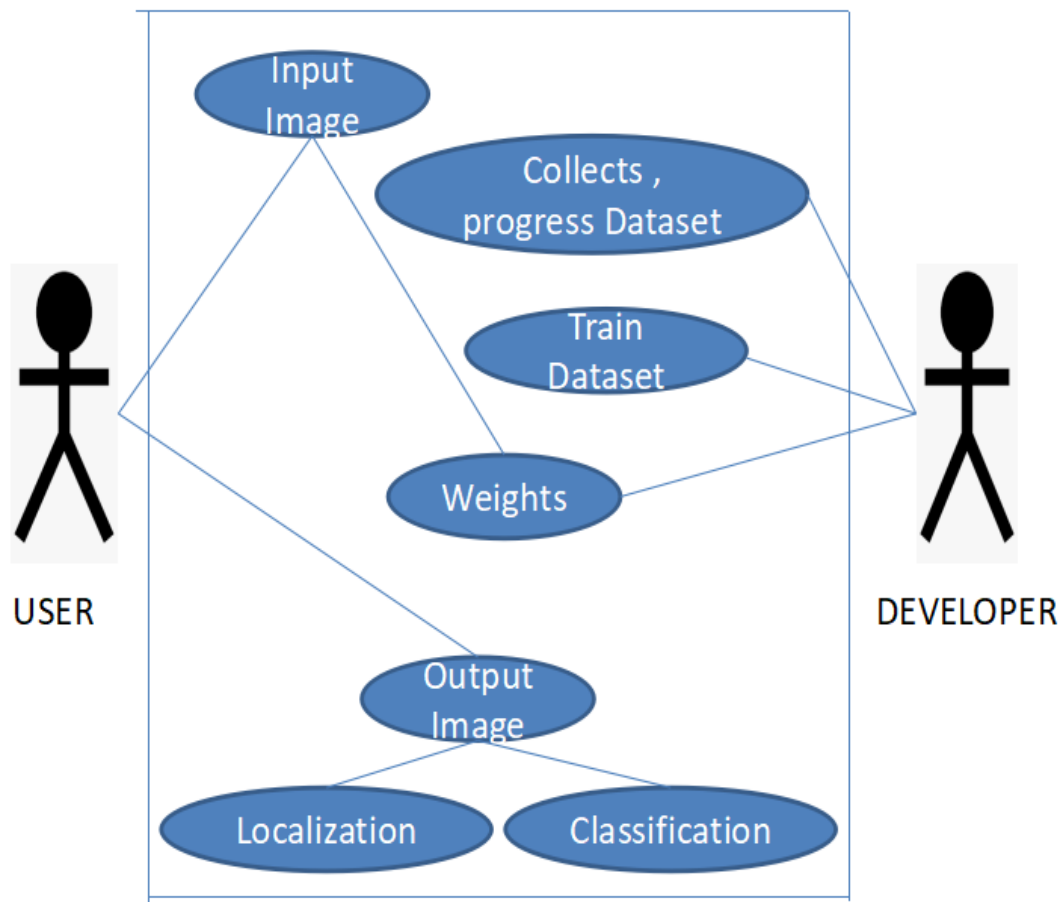 Input
Image
Collects ,
progress Dataset
Train
Dataset
Weights
USER
DEVELOPER
Output
Image
Localization
Classification